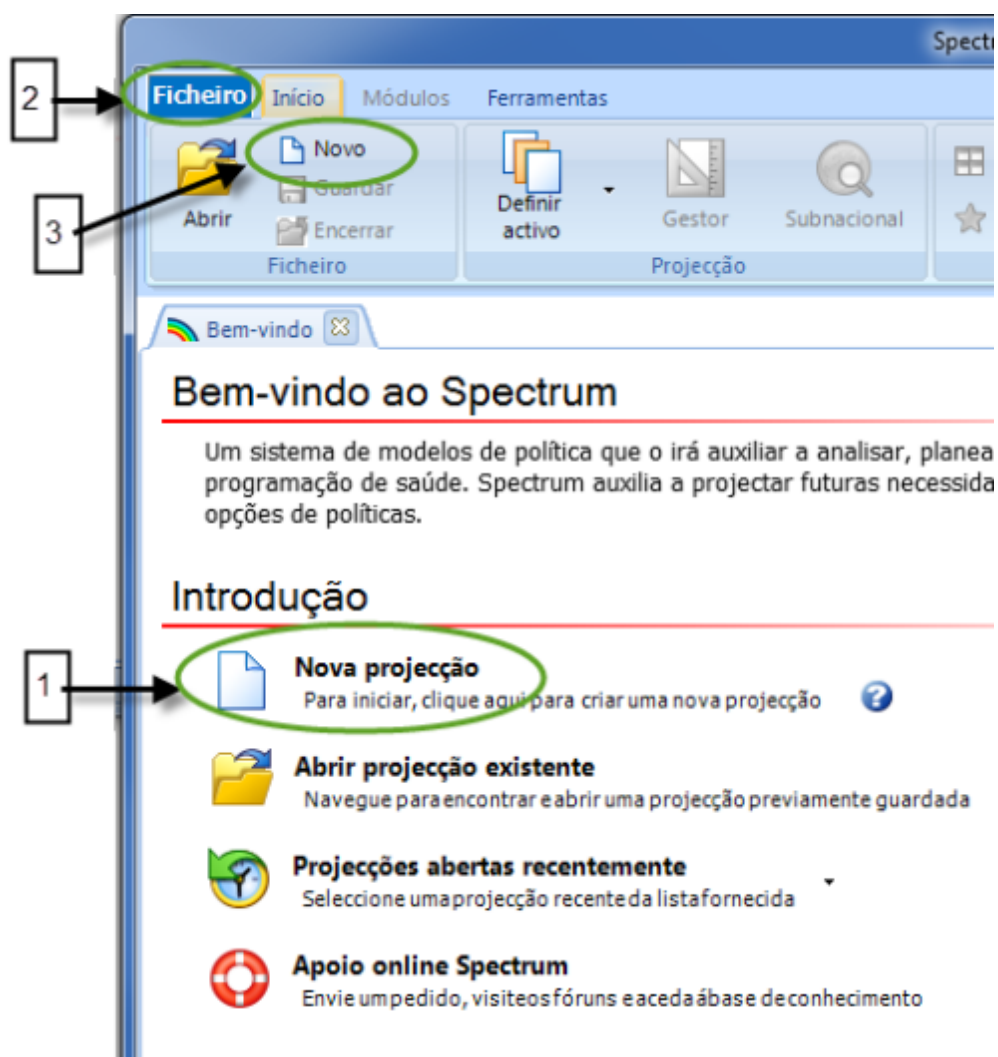 Spectr
2
Ficheiro Início Módulos Ferramentas
Novo
Guardar
Abrir
Encerrar
Definir activo
Gestor
Subnacional
3
Ficheiro
Projecção
Bem-vindo
Bem-vindo ao Spectrum
Um sistema de modelos de política que o irá auxiliar a analisar, planea
programação de saúde. Spectrum auxilia a projectar futuras necessida
opções de políticas.
Introdução
1
Nova projecção
Para iniciar, clique aqui para criar uma nova projecção ?
Abrir projecção existente
Navegue para encontrar e abrir uma projecção previamente guardada
Projecções abertas recentemente
Seleccione uma projecção recente da lista fornecida
Apoio online Spectrum
Envie um pedido, visite os fóruns e aceda á base de conhecimento